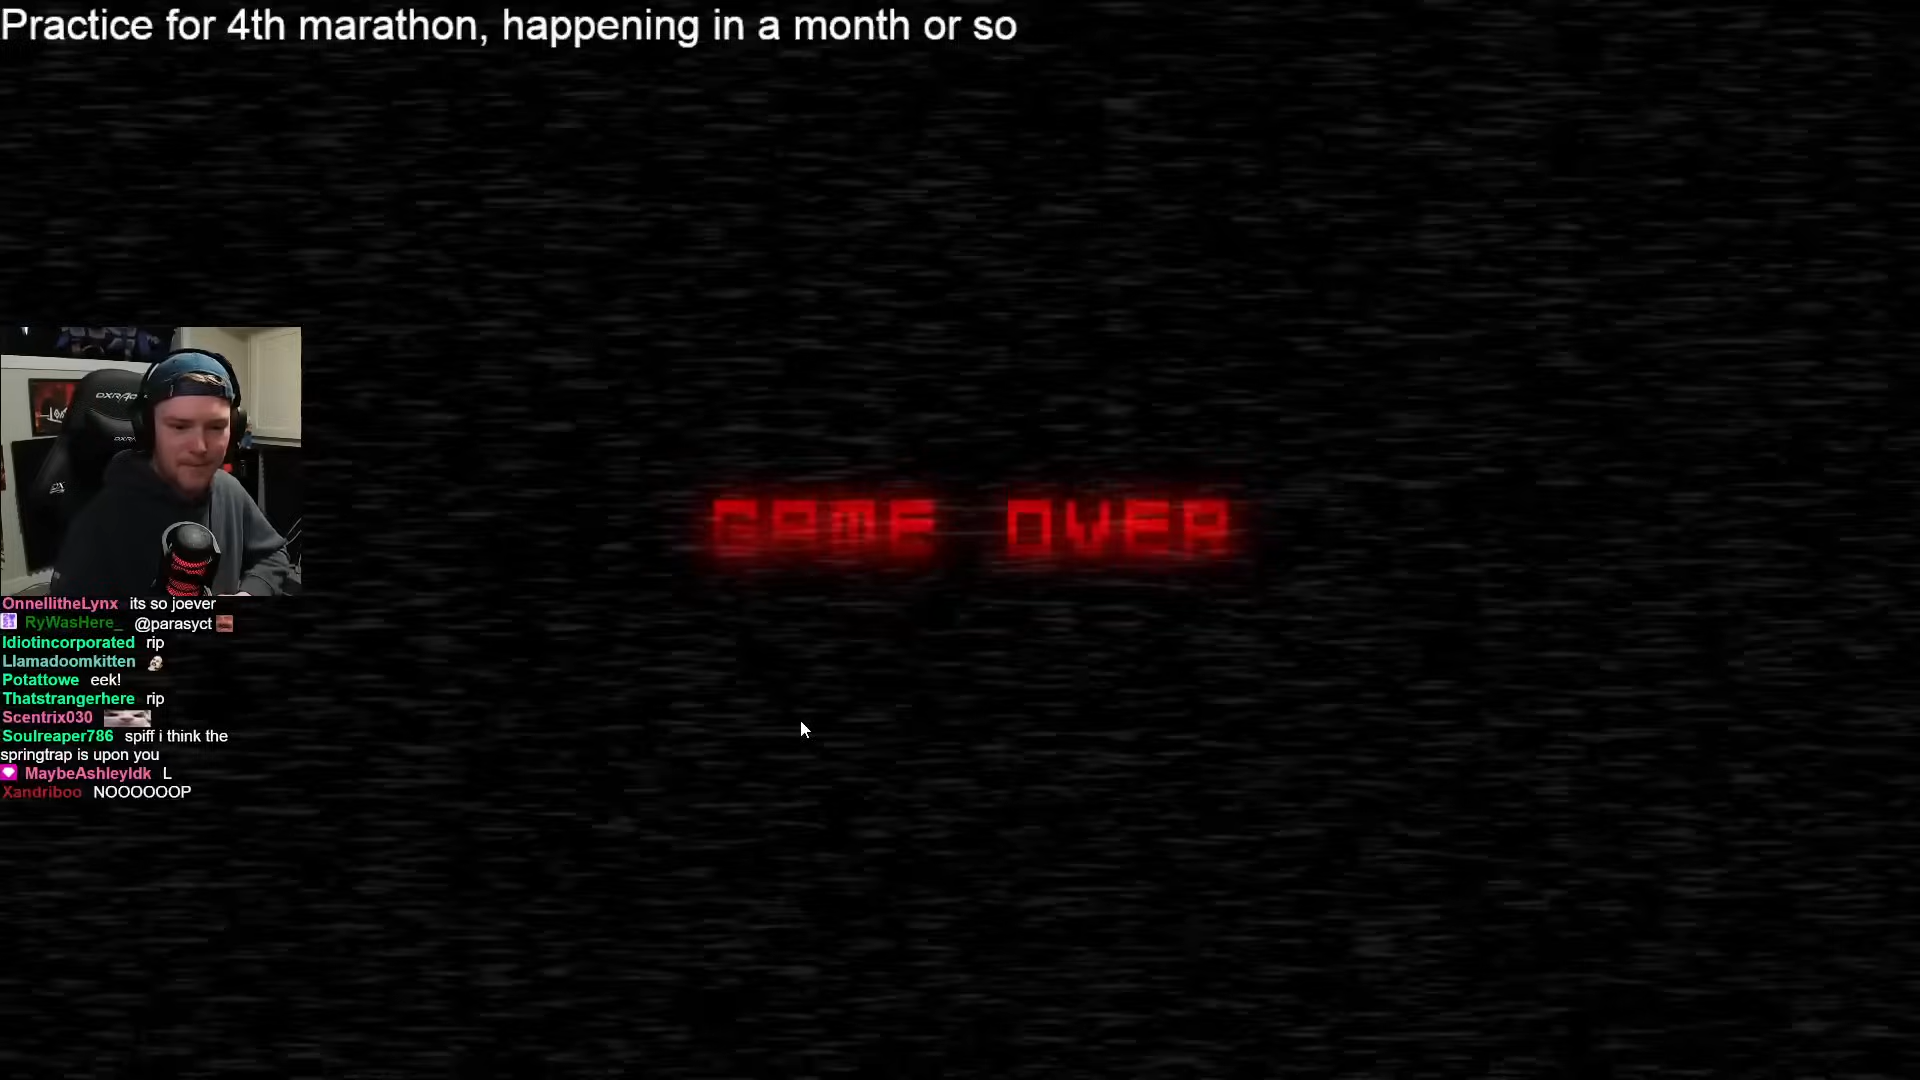 Practice for 4th marathon, happening in a month or so
GAME OVER
OnnellitheLynx its so joever
RyWasHere_ @parasyct
Idiotincorporated rip
Llamadoomkitten
Potattowe eek!
Thatstrangerhere rip
Scentrix030
Soulreaper786 spiff i think the
springtrap is upon you
MaybeAshleyIdk L
Xandriboo NOOOOOOP